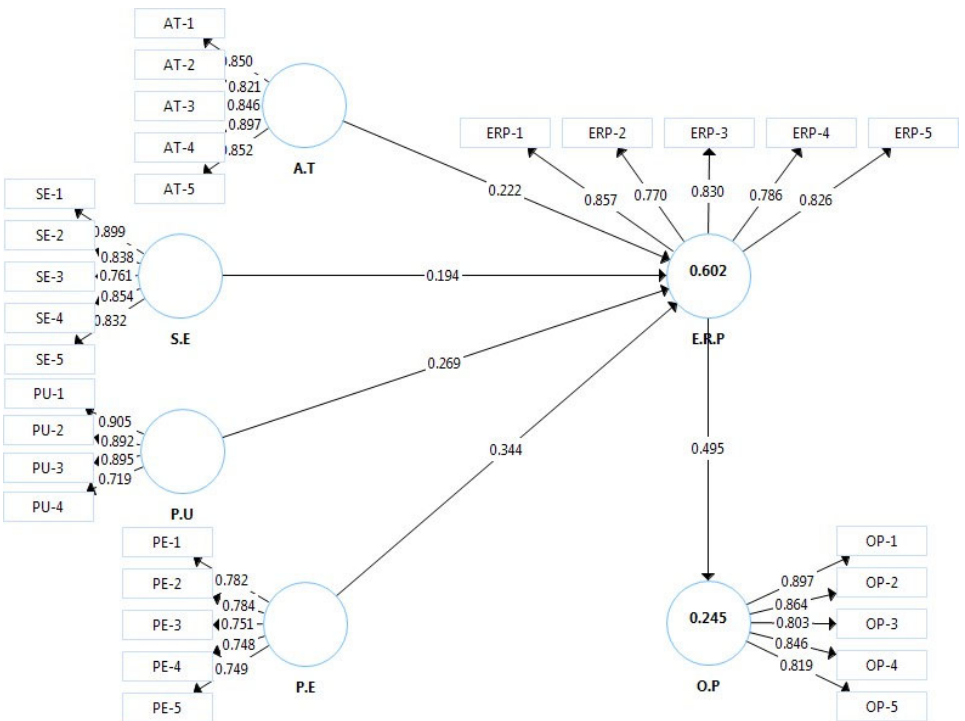 AT-1
AT-2
AT-3
AT-4
AT-5
.850
0.821
0.846
0.897
0.852
A.T
SE-1
SE-2
SE-3
SE-4
SE-5
0.899
0.838
0.761
0.854
0.832
S.E
PU-1
PU-2
PU-3
PU-4
0.905
0.892
0.895
0.719
P.U
PE-1
PE-2
PE-3
PE-4
PE-5
0.782
0.784
0.751
0.748
0.749
P.E
0.222
0.194
0.269
0.344
ERP-1
ERP-2
ERP-3
ERP-4
ERP-5
0.857
0.770
0.830
0.786
0.826
0.602
E.R.P
0.495
0.245
O.P
0.897
0.864
0.803
0.846
0.819
OP-1
OP-2
OP-3
OP-4
OP-5